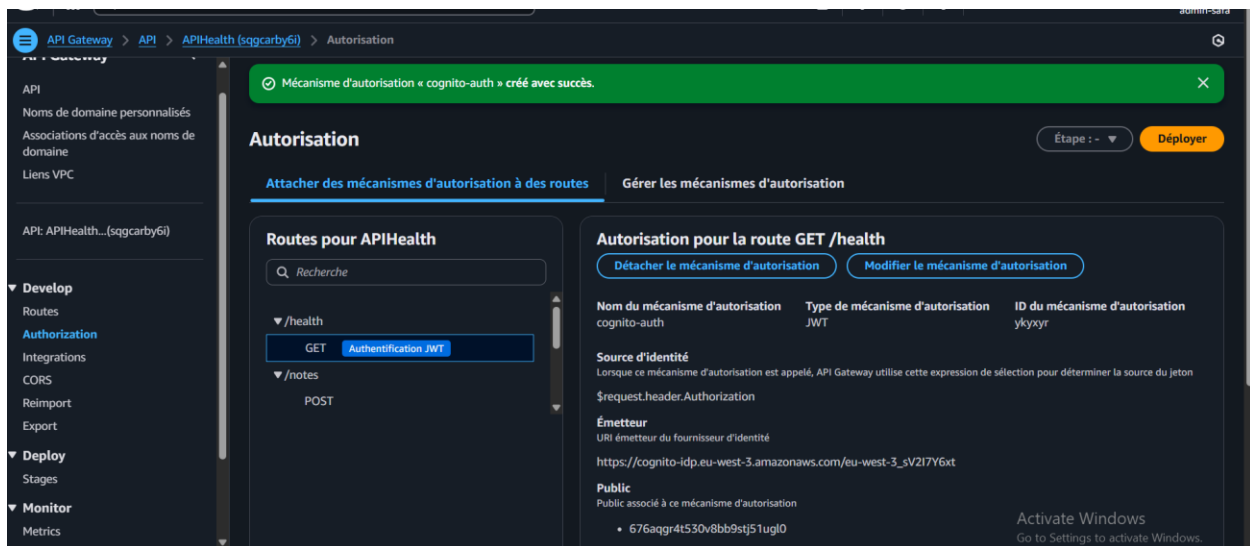 admin-safa
API Gateway > API > APIHealth (sqgcarby6i) > Autorisation
API Gateway
API
Noms de domaine personnalisés
Associations d'accès aux noms de
domaine
Liens VPC
API: APIHealth...(sqgcarby6i)
Develop
Routes
Authorization
Integrations
CORS
Reimport
Export
Deploy
Stages
Monitor
Metrics
Mécanisme d'autorisation « cognito-auth » créé avec succès.
Autorisation
Étape : -
Déployer
Attacher des mécanismes d'autorisation à des routes
Gérer les mécanismes d'autorisation
Routes pour APIHealth
Recherche
/health
GET Authentification JWT
/notes
POST
Autorisation pour la route GET /health
Détacher le mécanisme d'autorisation
Modifier le mécanisme d'autorisation
Nom du mécanisme d'autorisation
cognito-auth
Type de mécanisme d'autorisation
JWT
ID du mécanisme d'autorisation
ykyxyr
Source d'identité
Lorsque ce mécanisme d'autorisation est appelé, API Gateway utilise cette expression de sélection pour déterminer la source du jeton
$request.header.Authorization
Émetteur
URI émetteur du fournisseur d'identité
https://cognito-idp.eu-west-3.amazonaws.com/eu-west-3_sV2I7Y6xt
Public
Public associé à ce mécanisme d'autorisation
• 676aqgr4t530v8bb9stj51ugl0
Activate Windows
Go to Settings to activate Windows.